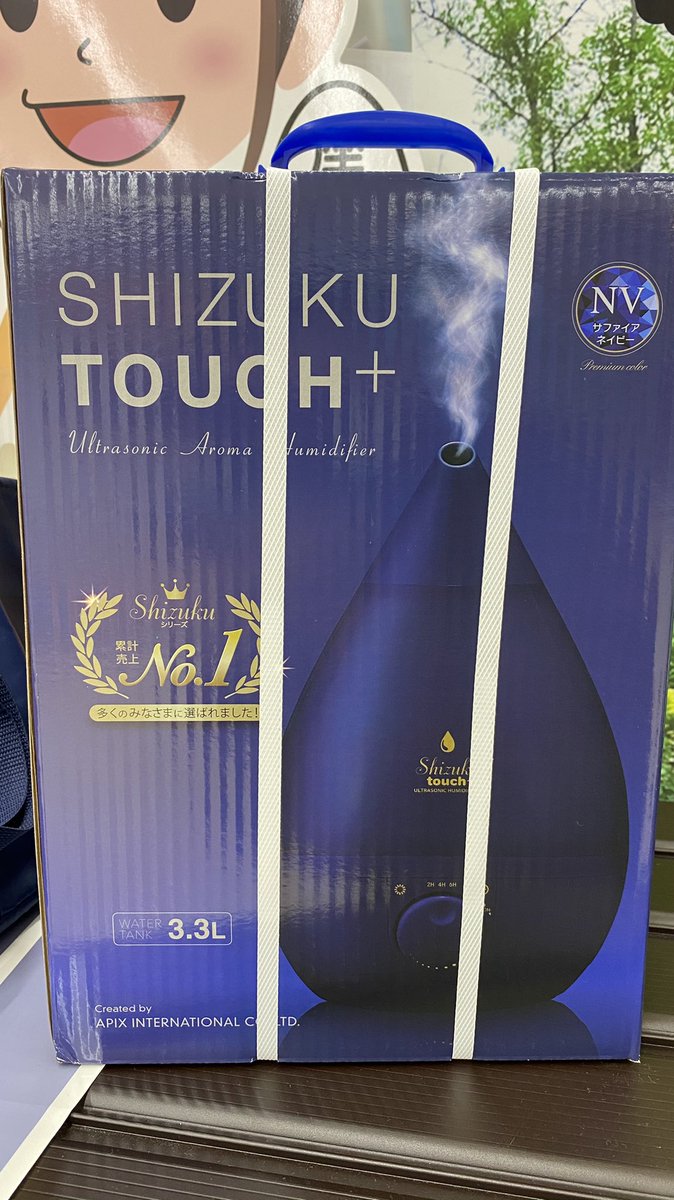 SHIZUKU
TOUCH+
Ultrasonic Aroma Humidifier
NV
サファイア
ネイビー
Premium color
Shizuku
シリーズ
累計
売上
No.1
多くのみなさまに選ばれました!
Shizuku
touch+
2H 4H 6H
WATER
TANK
3.3L
Created by
APIX INTERNATIONAL CO.,LTD.